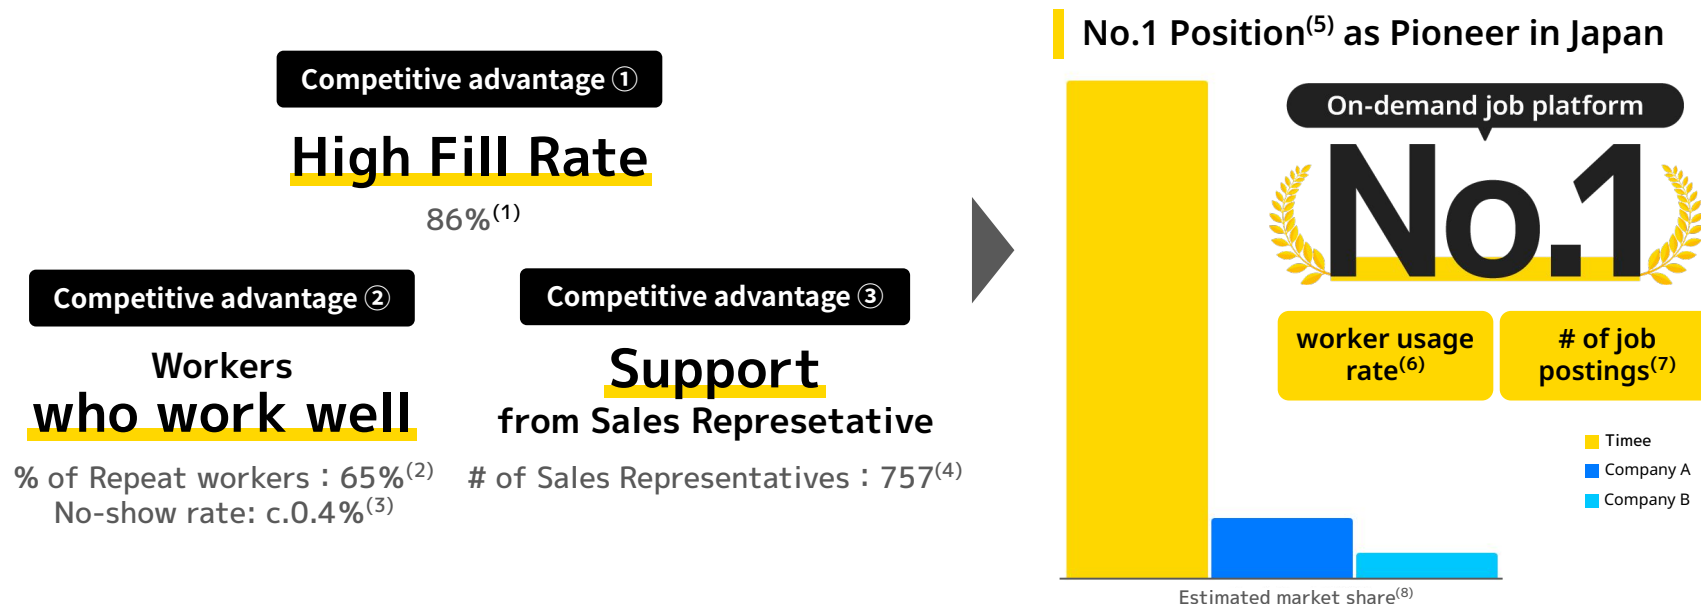 Competitive advantage ①
High Fill Rate
86%(1)
Competitive advantage ②
Workers
who work well
% of Repeat workers：65%(2)
No-show rate: c.0.4%(3)
Competitive advantage ③
Support
from Sales Represetative
# of Sales Representatives：757(4)
No.1 Position(5) as Pioneer in Japan
On-demand job platform
No.1
worker usage
rate(6)
# of job
postings(7)
Timee
Company A
Company B
Estimated market share(8)